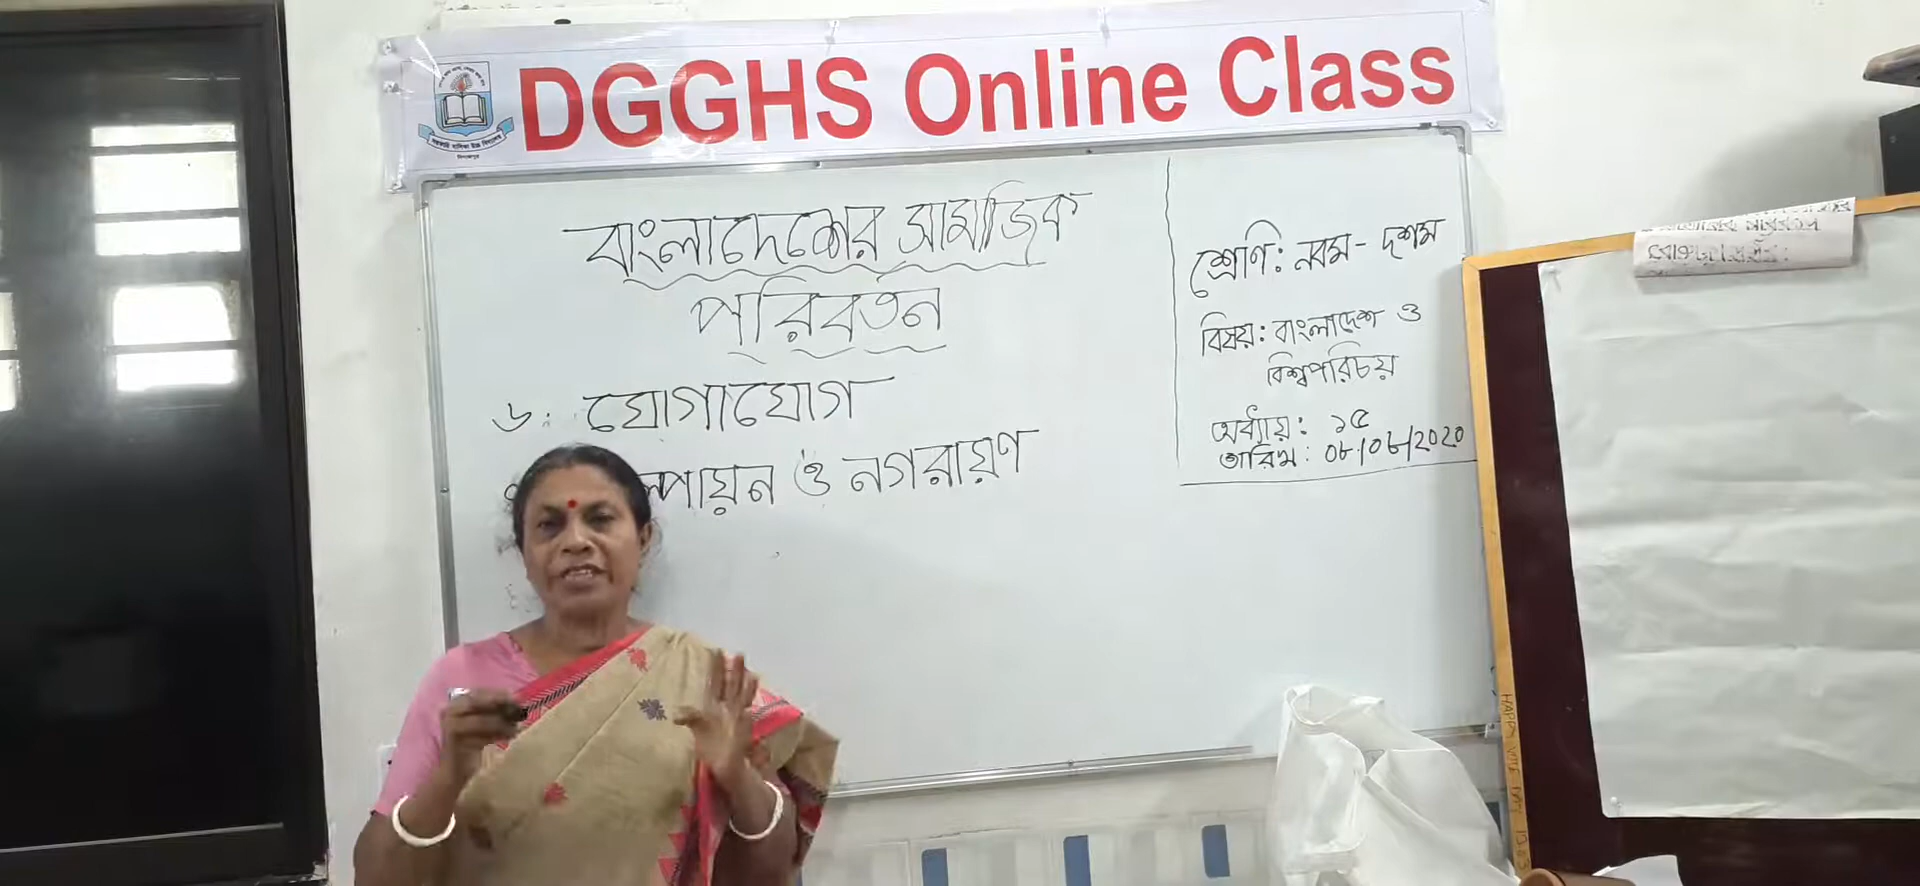 DGGHS Online Class
বাংলাদেশের সামাজিক
পরিবর্তন
৬. যোগাযোগ
ও নগরায়ণ
শ্রেণি: নবম - দশম
বিষয়: বাংলাদেশ ও
বিশ্বপরিচয়
অধ্যায়: ১৫
তারিখ: ০৮/০৮/২০২০